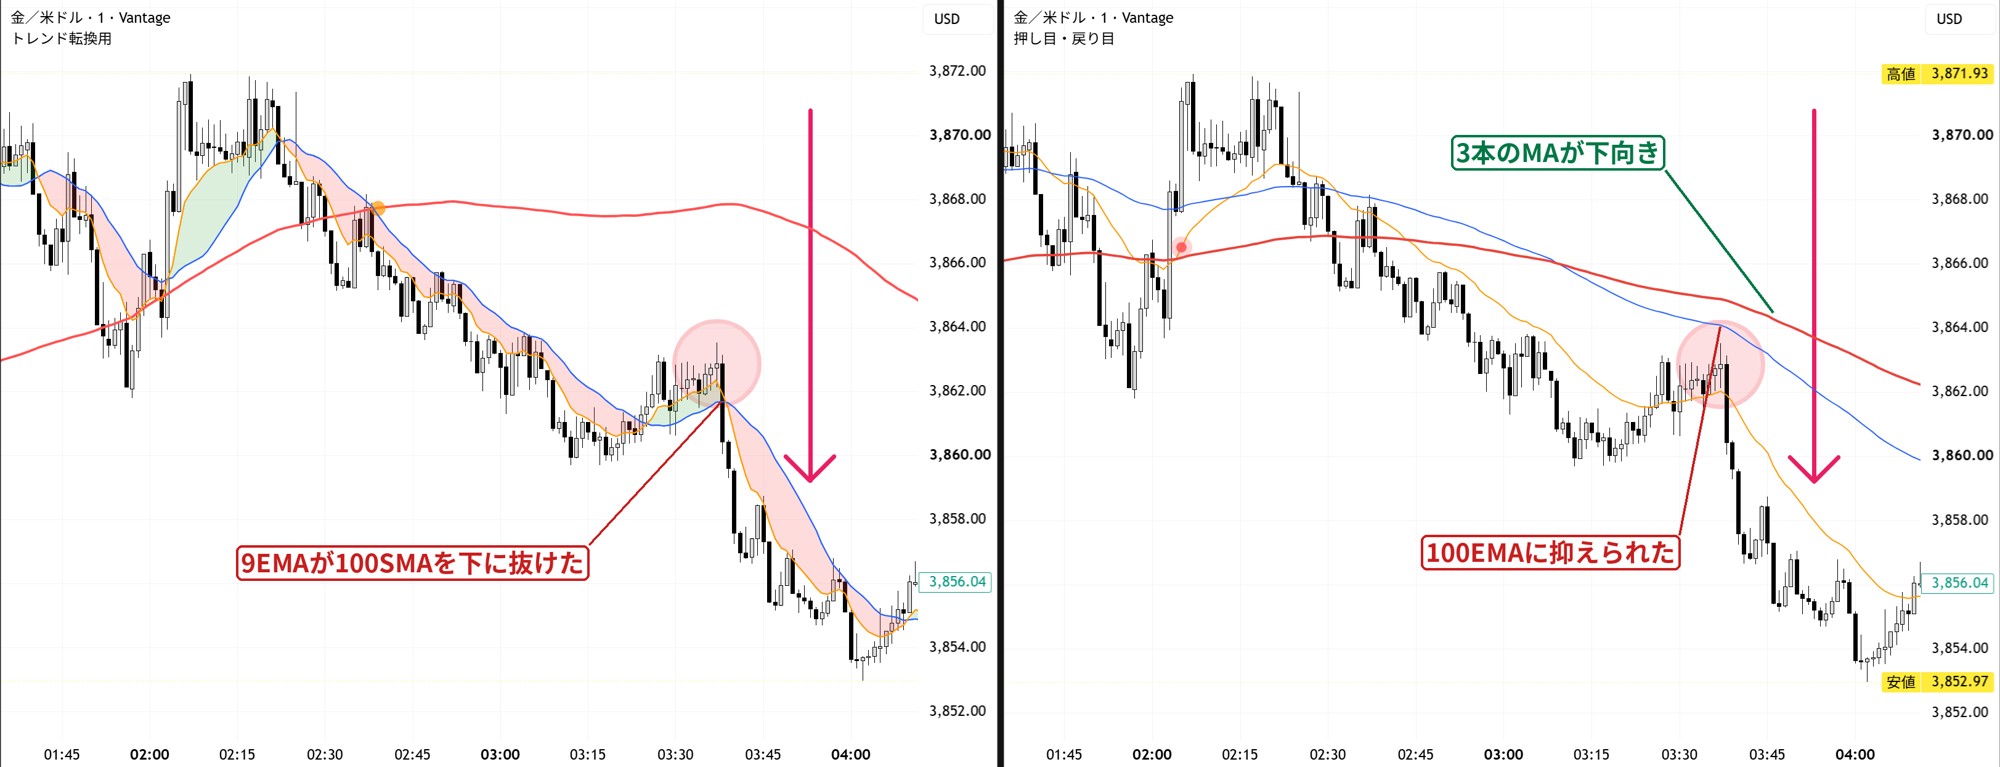 金／米ドル・1・Vantage
トレンド転換用
USD
3,872.00
3,870.00
3,868.00
3,866.00
3,864.00
3,862.00
3,860.00
3,858.00
3,856.04
3,854.00
3,852.00
9EMAが100SMAを下に抜けた
01:45 02:00 02:15 02:30 02:45 03:00 03:15 03:30 03:45 04:00
金／米ドル・1・Vantage
押し目・戻り目
USD
高値 3,871.93
3,870.00
3,868.00
3,866.00
3,864.00
3,862.00
3,860.00
3,858.00
3,856.04
3,854.00
安値 3,852.97
3,852.00
3本のMAが下向き
100EMAに抑えられた
01:45 02:00 02:15 02:30 02:45 03:00 03:15 03:30 03:45 04:00